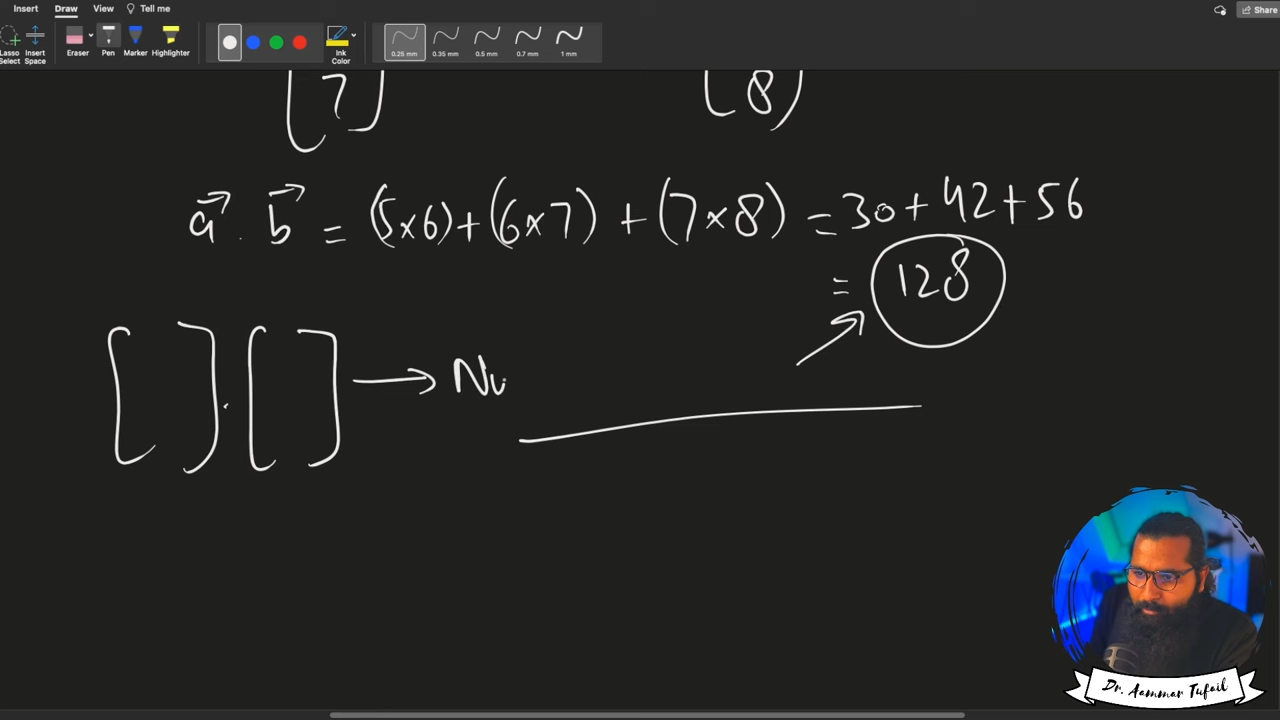 Insert Draw View Tell me Share
Lasso Select Insert Space Eraser Pen Marker Highlighter Ink Color 0.25 mm 0.35 mm 0.5 mm 0.7 mm 1 mm
[7] [8]
a⃗ . b⃗ = (5×6)+(6×7) + (7×8) = 30+42+56
= 128
[ ] . [ ] → Nu
Dr. Aammar Tufail